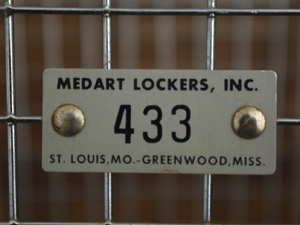 MEDART LOCKERS, INC.
433
ST. LOUIS,MO.-GREENWOOD,MISS.